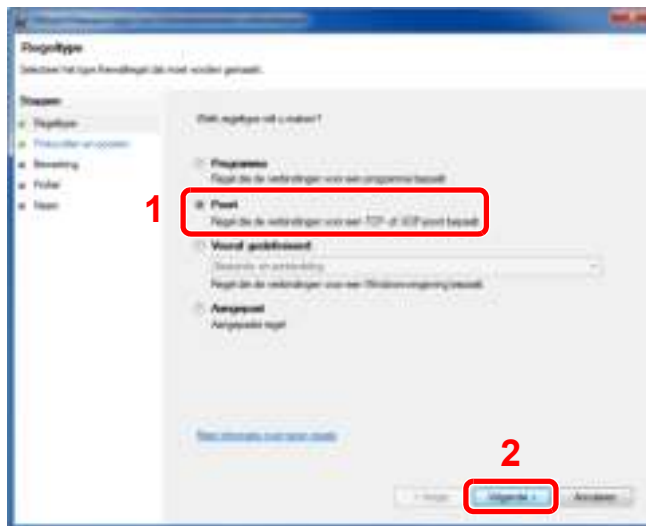 Regeltype
Selecteer het type firewallregel dat moet worden gemaakt.
Stappen:
Regeltype
Protocollen en poorten
Bewerking
Profiel
Naam
Welk regeltype wilt u maken?
Programma
Regel die de verbindingen voor een programma bepaalt
1
Poort
Regel die de verbindingen voor een TCP- of UDP-poort bepaalt
Vooraf gedefinieerd
Regel die de verbindingen voor een Windows-omgeving bepaalt
Aangepast
Aangepaste regel
2
Volgende >
Annuleren